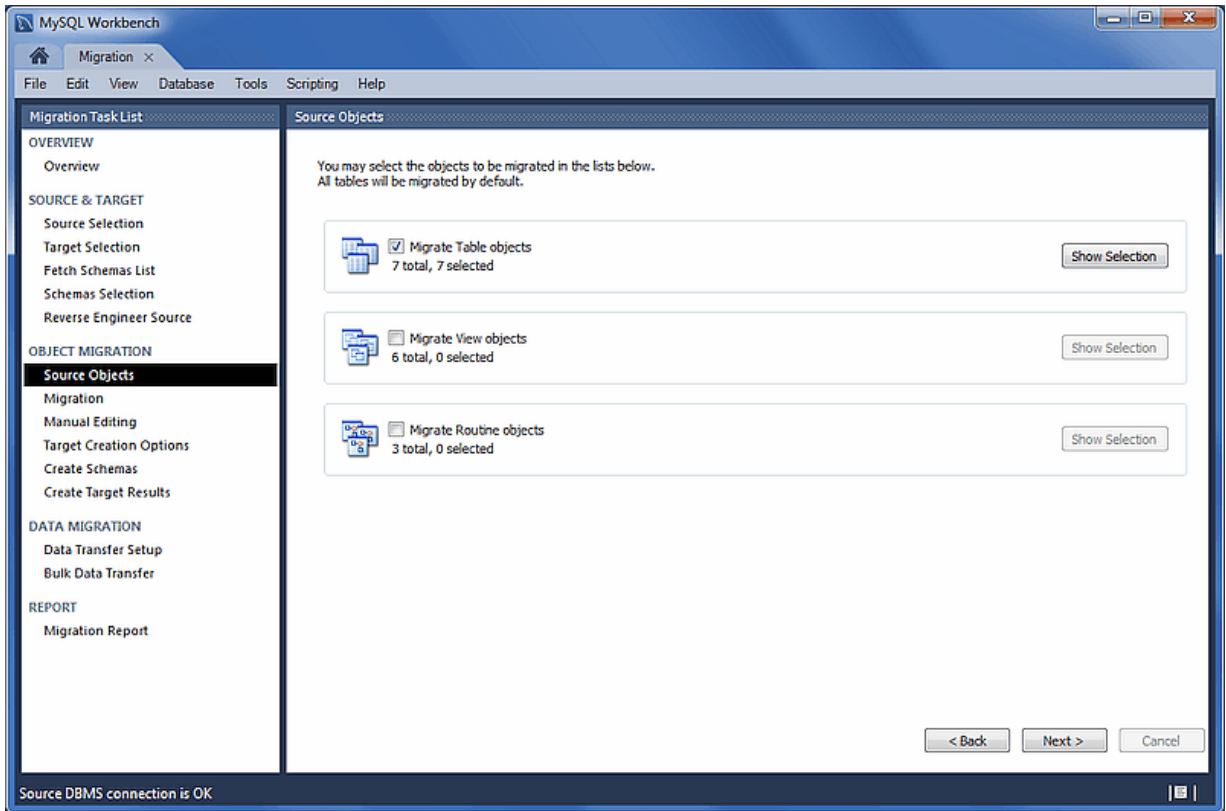 MySQL Workbench
Migration
File Edit View Database Tools Scripting Help
Migration Task List
OVERVIEW
Overview
SOURCE & TARGET
Source Selection
Target Selection
Fetch Schemas List
Schemas Selection
Reverse Engineer Source
OBJECT MIGRATION
Source Objects
Migration
Manual Editing
Target Creation Options
Create Schemas
Create Target Results
DATA MIGRATION
Data Transfer Setup
Bulk Data Transfer
REPORT
Migration Report
Source Objects
You may select the objects to be migrated in the lists below.
All tables will be migrated by default.
Migrate Table objects
7 total, 7 selected
Show Selection
Migrate View objects
6 total, 0 selected
Show Selection
Migrate Routine objects
3 total, 0 selected
Show Selection
< Back Next > Cancel
Source DBMS connection is OK